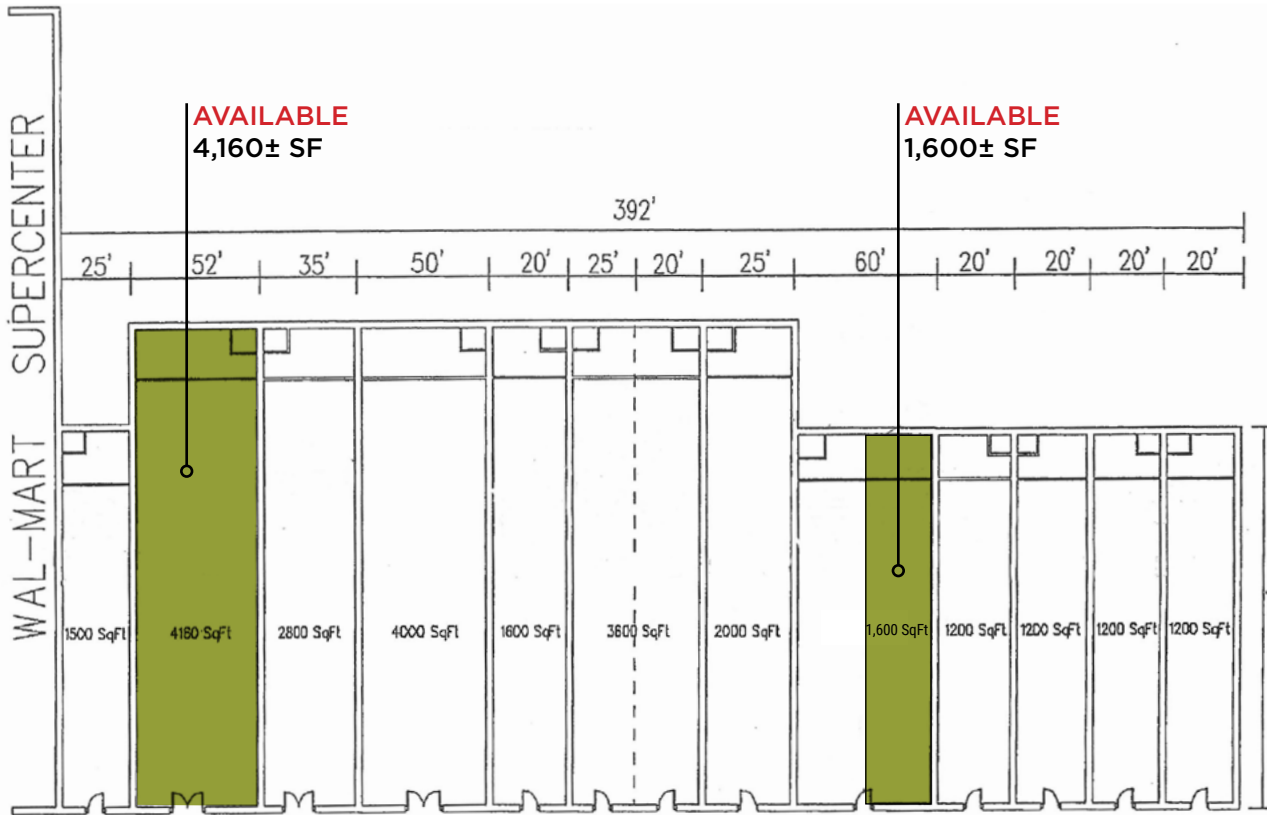 WAL-MART SUPERCENTER
AVAILABLE
4,160± SF
AVAILABLE
1,600± SF
392'
25' 52' 35' 50' 20' 25' 20' 25' 60' 20' 20' 20' 20'
1500 SqFt 4160 SqFt 2800 SqFt 4000 SqFt 1600 SqFt 3600 SqFt 2000 SqFt 1,600 SqFt 1200 SqFt 1200 SqFt 1200 SqFt 1200 SqFt